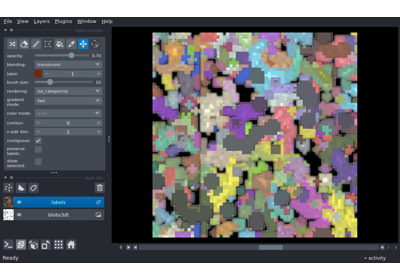 File View Layers Plugins Window Help
opacity: 0.70
blending: translucent
label: 1
brush size: 10
rendering: iso_categorical
gradient mode: fast
color mode:
contour: 0
n edit dim: 2
contiguous:
preserve labels:
show selected:
labels
blobs3dt
0
Ready
activity